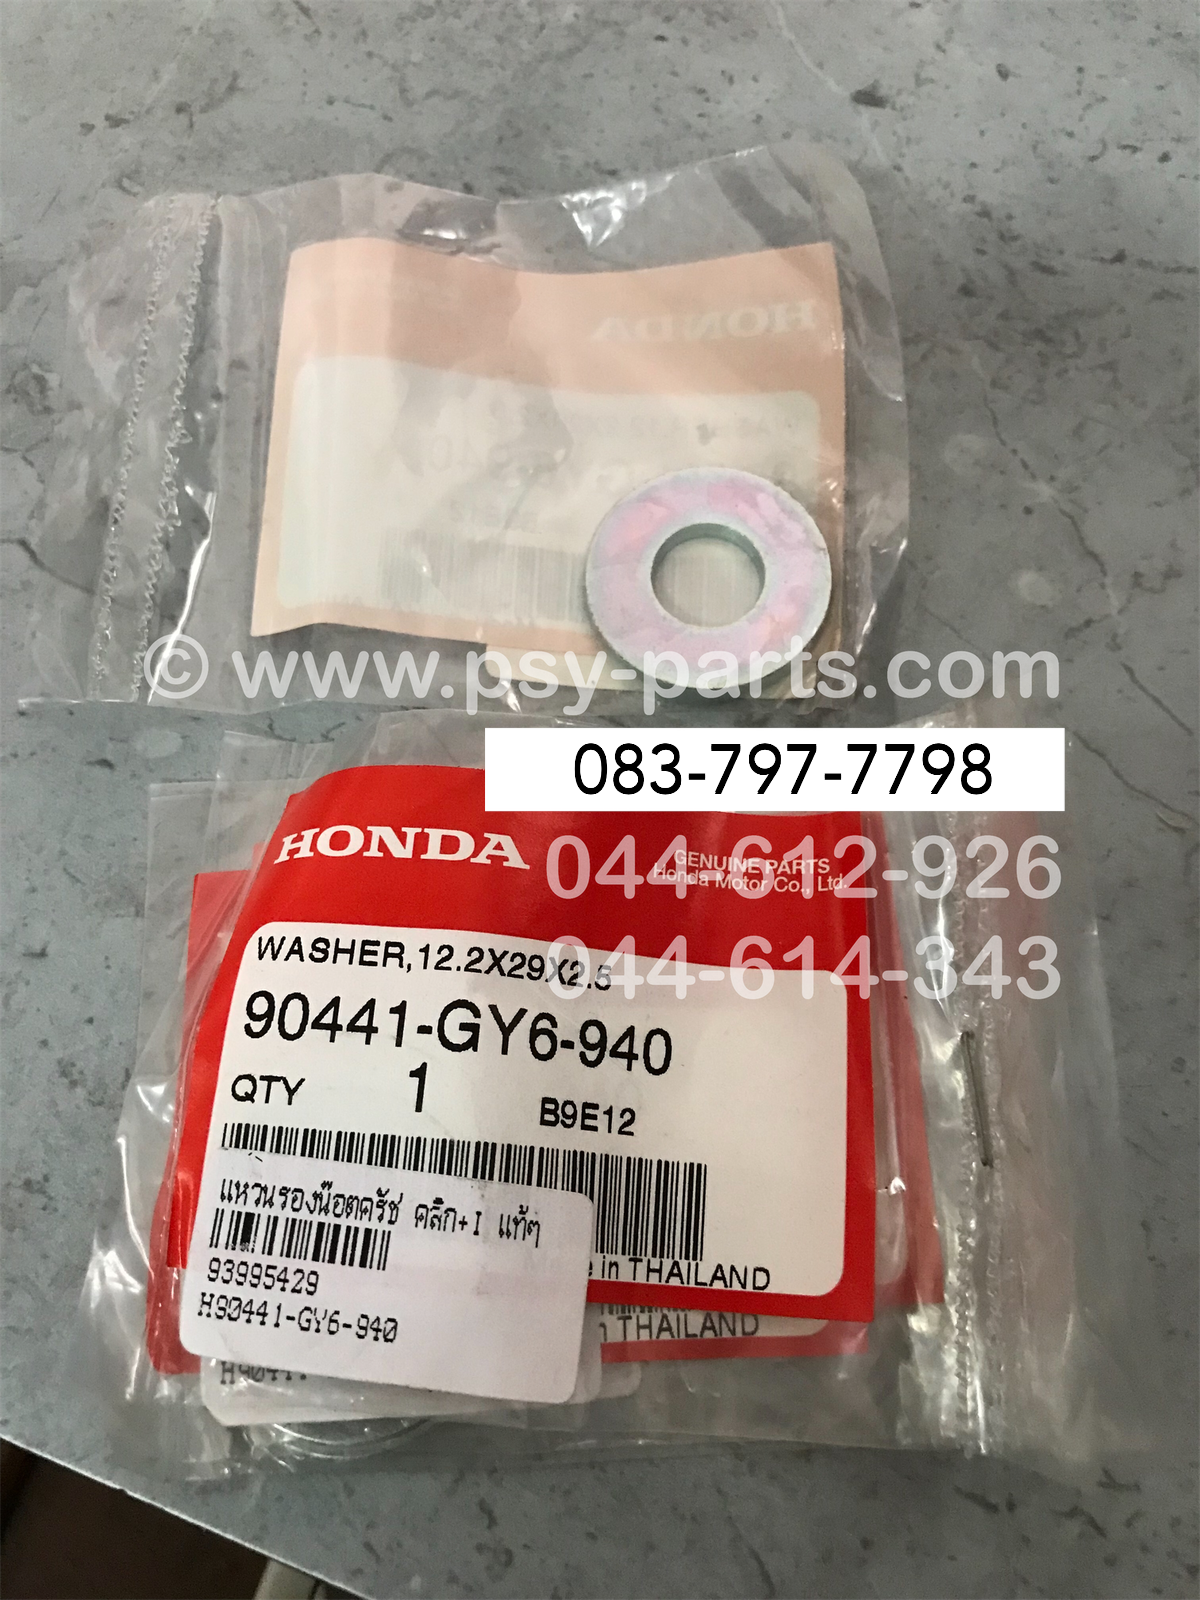 HONDA
© www.psy-parts.com
083-797-7798
044-612-926
044-614-343
HONDA
GENUINE PARTS
Honda Motor Co., Ltd.
WASHER,12.2X29X2.5
90441-GY6-940
QTY 1 B9E12
แหวนรองน๊อตครัช คลิก+I แท้ๆ
93995429
H90441-GY6-940
in THAILAND
THAILAND